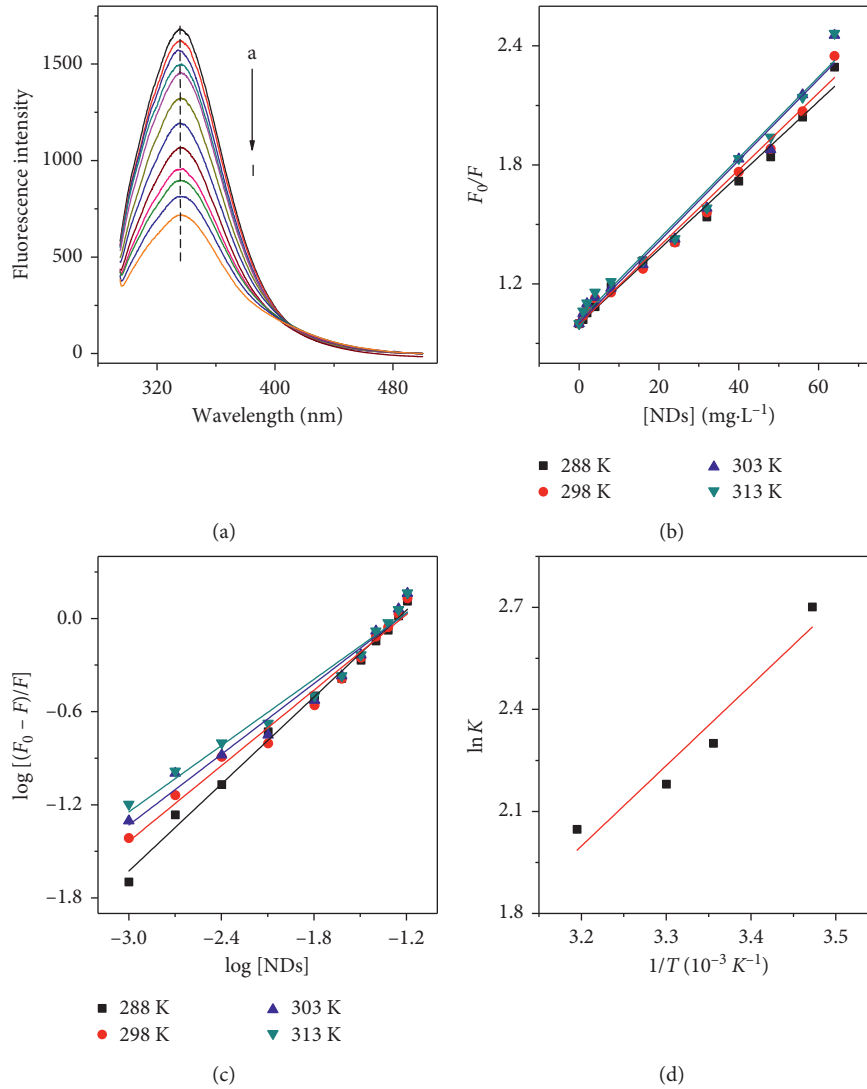 1500
1000
500
0
Fluorescence intensity
a
l
320
400
480
Wavelength (nm)
(a)
2.4
1.8
1.2
F₀/F
0
20
40
60
[NDs] (mg·L⁻¹)
288 K
303 K
298 K
313 K
(b)
0.0
−0.6
−1.2
−1.8
log [(F₀ − F)/F]
−3.0
−2.4
−1.8
−1.2
log [NDs]
288 K
303 K
298 K
313 K
(c)
2.7
2.4
2.1
1.8
ln K
3.2
3.3
3.4
3.5
1/T (10⁻³ K⁻¹)
(d)